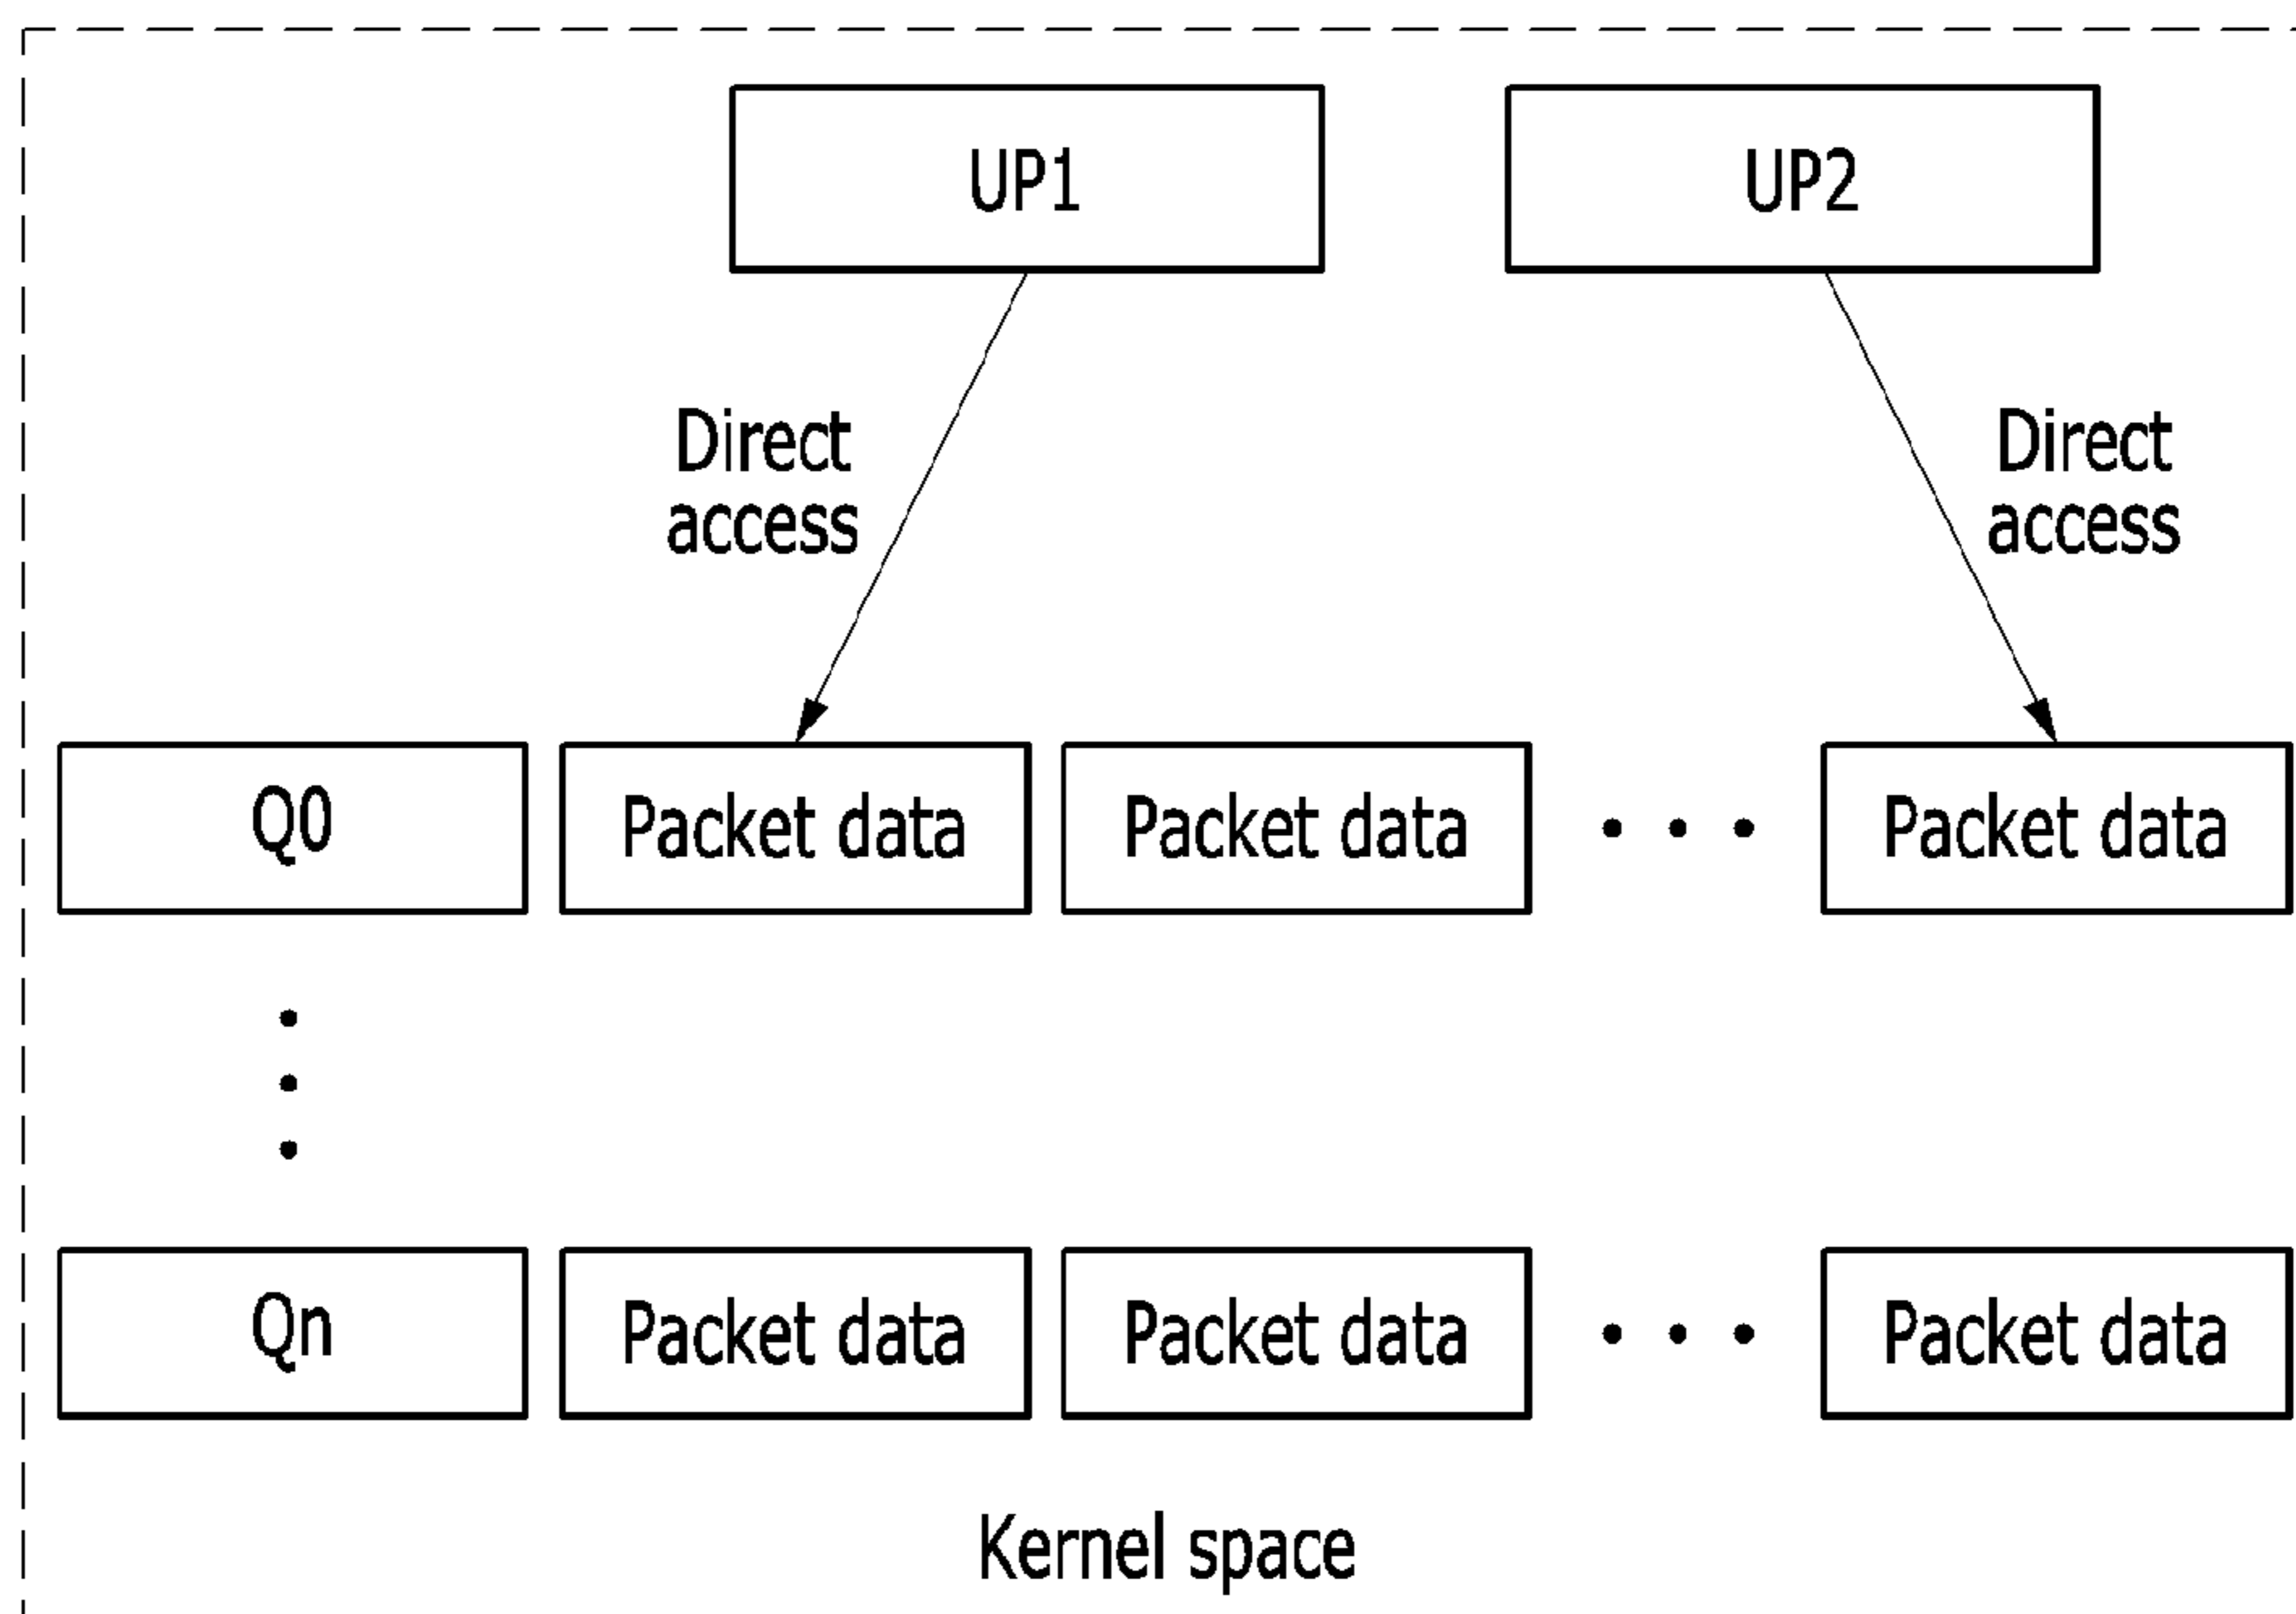 UP1
UP2
Direct
access
Direct
access
Q0
Packet data
Packet data
Packet data
Qn
Packet data
Packet data
Packet data
Kernel space